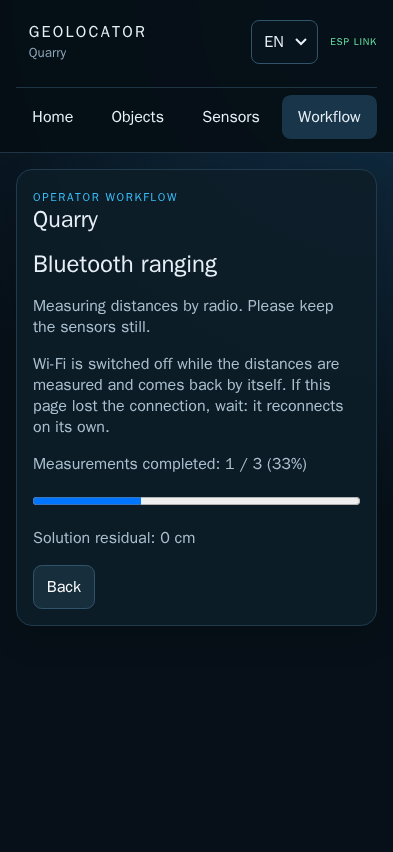 GEOLOCATOR
Quarry
EN
ESP LINK
Home
Objects
Sensors
Workflow
OPERATOR WORKFLOW
Quarry
Bluetooth ranging
Measuring distances by radio. Please keep
the sensors still.
Wi-Fi is switched off while the distances are
measured and comes back by itself. If this
page lost the connection, wait: it reconnects
on its own.
Measurements completed: 1 / 3 (33%)
Solution residual: 0 cm
Back